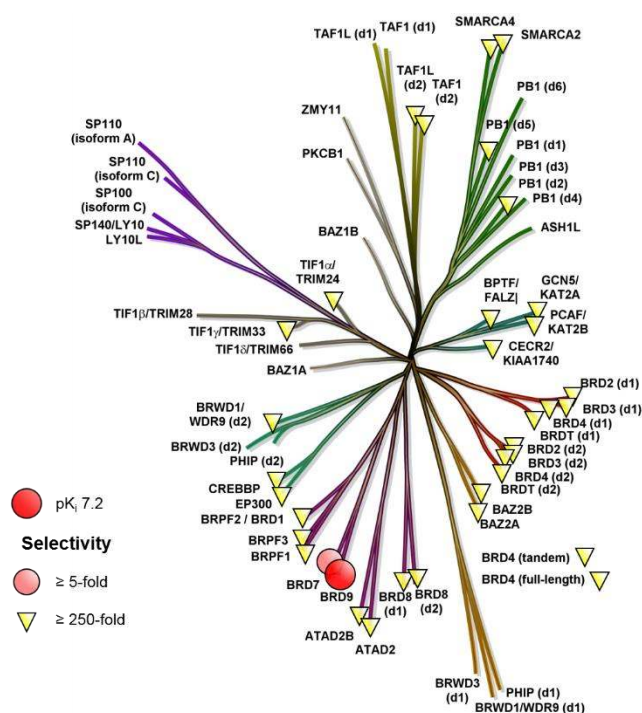 SMARCA4
TAF1L (d1)
TAF1 (d1)
SMARCA2
TAF1L
(d2)
TAF1
(d2)
PB1 (d6)
ZMY11
PB1
(d5)
SP110
(isoform A)
PKCB1
PB1 (d1)
SP110
(isoform C)
PB1 (d3)
PB1 (d2)
SP100
(isoform C)
PB1 (d4)
SP140/LY10
LY10L
BAZ1B
ASH1L
TIF1α/
TRIM24
BPTF/
FALZ|
GCN5/
KAT2A
TIF1β/TRIM28
PCAF/
KAT2B
TIF1γ/TRIM33
TIF1δ/TRIM66
CECR2/
KIAA1740
BAZ1A
BRD2 (d1)
BRD3 (d1)
BRD4 (d1)
BRDT (d1)
BRWD1/
WDR9 (d2)
BRD2 (d2)
BRWD3 (d2)
BRD3 (d2)
PHIP (d2)
BRD4 (d2)
BRDT (d2)
CREBBP
EP300
BAZ2B
BAZ2A
BRPF2 / BRD1
pKi 7.2
BRPF3
BRPF1
Selectivity
BRD4 (tandem)
BRD7
BRD9
BRD8
(d1)
BRD8
(d2)
BRD4 (full-length)
≥ 5-fold
≥ 250-fold
ATAD2B
ATAD2
BRWD3
(d1)
PHIP (d1)
BRWD1/WDR9 (d1)